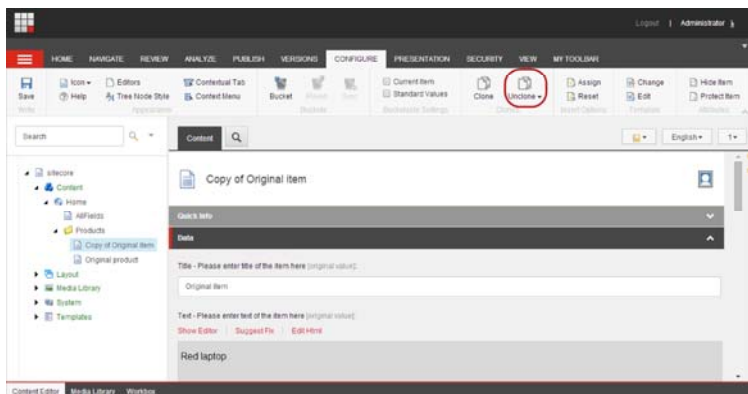 Logout | Administrator
HOME NAVIGATE REVIEW ANALYZE PUBLISH VERSIONS CONFIGURE PRESENTATION SECURITY VIEW MY TOOLBAR
Save
Icon
Help
Editors
Tree Node Style
Contextual Tab
Context Menu
Bucket
Current Item
Standard Values
Clone
Unclone
Assign
Reset
Change
Edit
Hide Item
Protect Item
Write
Appearance
Buckets
Search
Content
English
1
sitecore
Content
Home
AllFields
Products
Copy of Original item
Original product
Layout
Media Library
System
Templates
Copy of Original item
Quick Info
Data
Title - Please enter title of the item here [original value]:
Original item
Text - Please enter text of the item here [original value]:
Show Editor | Suggest Fix | Edit Html
Red laptop
Content Editor Media Library Workbox